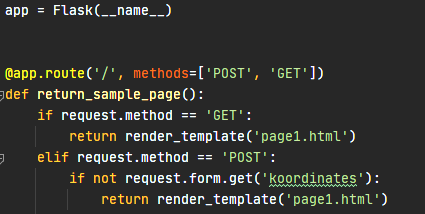 app = Flask(__name__)
@app.route('/', methods=['POST', 'GET'])
def return_sample_page():
    if request.method == 'GET':
        return render_template('page1.html')
    elif request.method == 'POST':
        if not request.form.get('koordinates'):
            return render_template('page1.html')